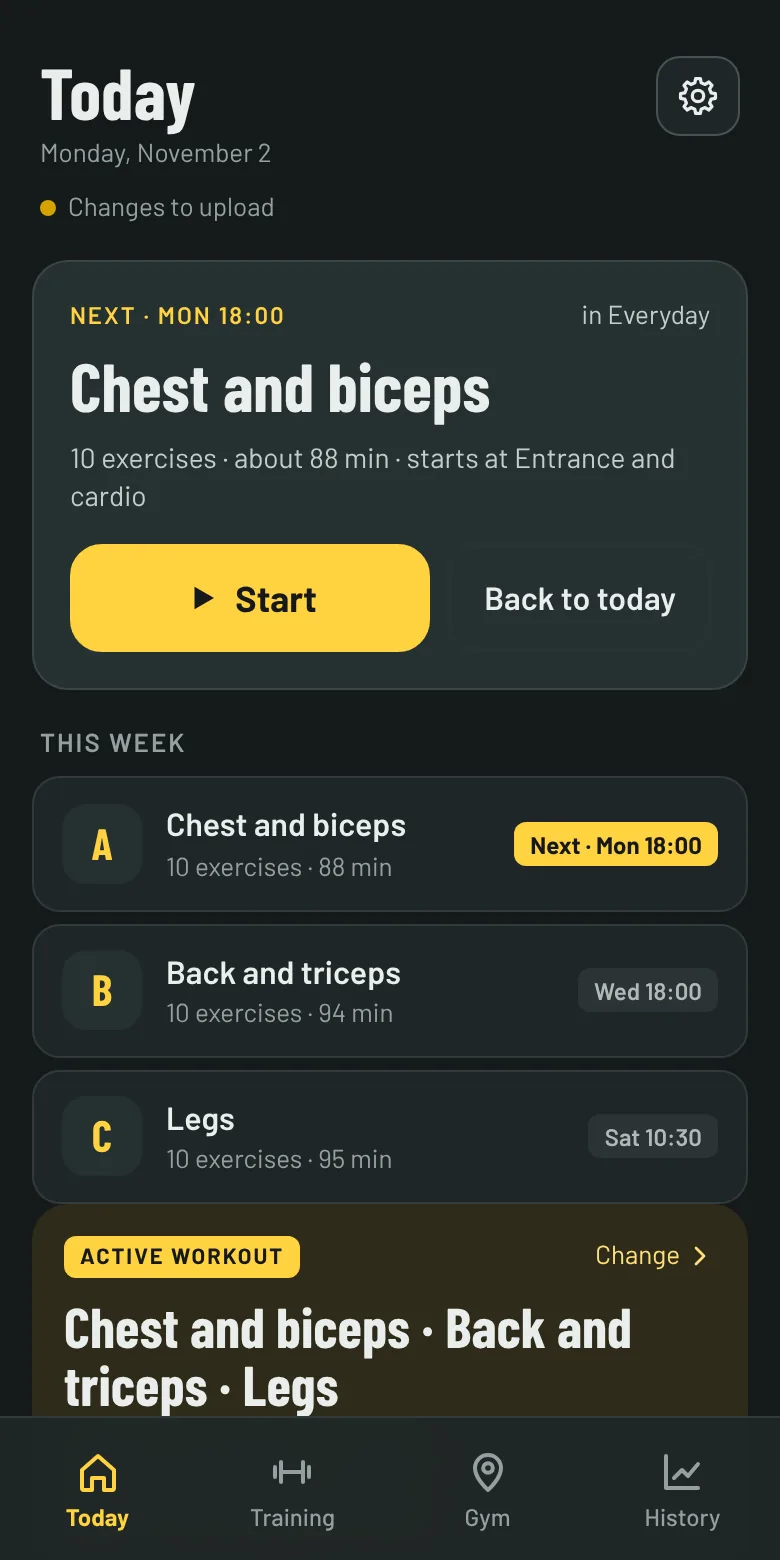 Today
Monday, November 2
Changes to upload
NEXT · MON 18:00
in Everyday
Chest and biceps
10 exercises · about 88 min · starts at Entrance and
cardio
Start
Back to today
THIS WEEK
A
Chest and biceps
10 exercises · 88 min
Next · Mon 18:00
B
Back and triceps
10 exercises · 94 min
Wed 18:00
C
Legs
10 exercises · 95 min
Sat 10:30
ACTIVE WORKOUT
Change
Chest and biceps · Back and
triceps · Legs
Today
Training
Gym
History